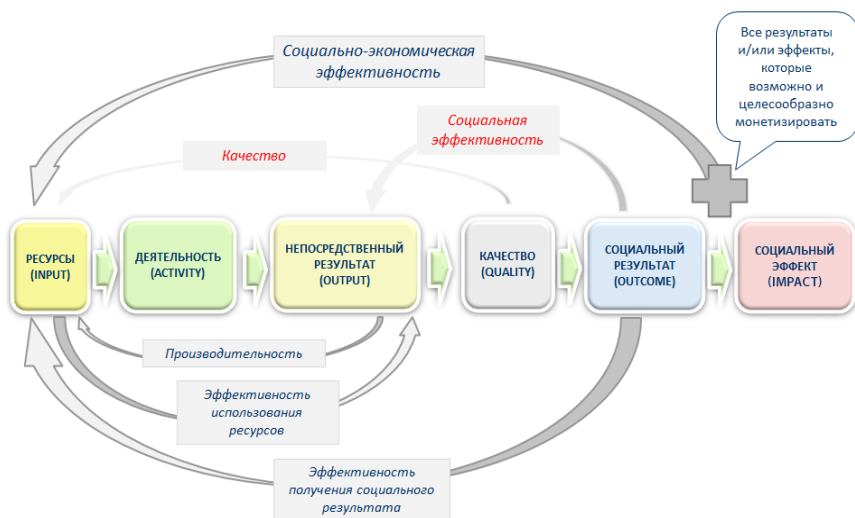 Социально-экономическая
эффективность
Все результаты
и/или эффекты,
которые
возможно и
целесообразно
монетизировать
Социальная
эффективность
Качество
РЕСУРСЫ
(INPUT)
ДЕЯТЕЛЬНОСТЬ
(ACTIVITY)
НЕПОСРЕДСТВЕННЫЙ
РЕЗУЛЬТАТ
(OUTPUT)
КАЧЕСТВО
(QUALITY)
СОЦИАЛЬНЫЙ
РЕЗУЛЬТАТ
(OUTCOME)
СОЦИАЛЬНЫЙ
ЭФФЕКТ
(IMPACT)
Производительность
Эффективность
использования
ресурсов
Эффективность
получения социального
результата